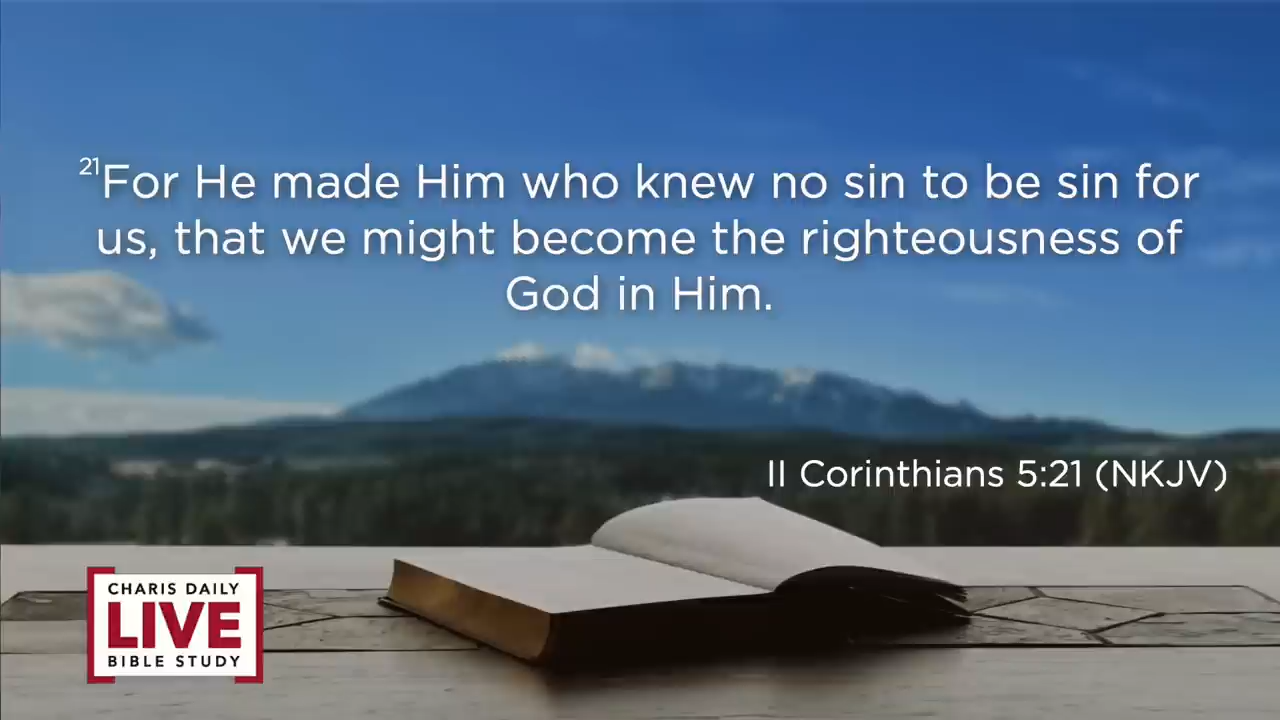 21For He made Him who knew no sin to be sin for
us, that we might become the righteousness of
God in Him.
II Corinthians 5:21 (NKJV)
CHARIS DAILY
LIVE
BIBLE STUDY